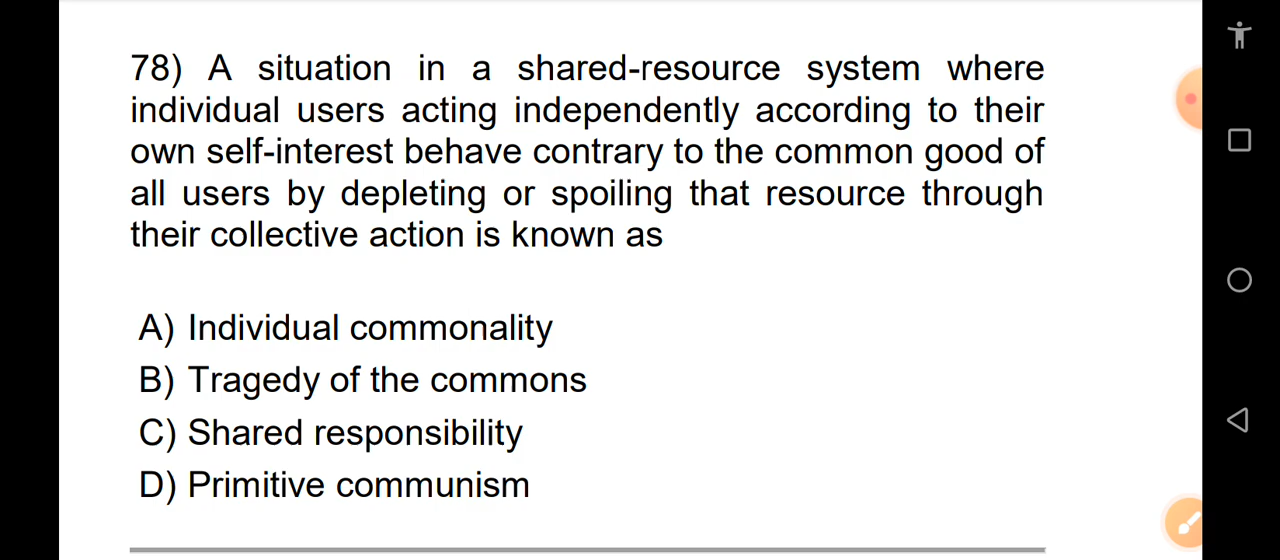 78) A situation in a shared-resource system where
individual users acting independently according to their
own self-interest behave contrary to the common good of
all users by depleting or spoiling that resource through
their collective action is known as
A) Individual commonality
B) Tragedy of the commons
C) Shared responsibility
D) Primitive communism